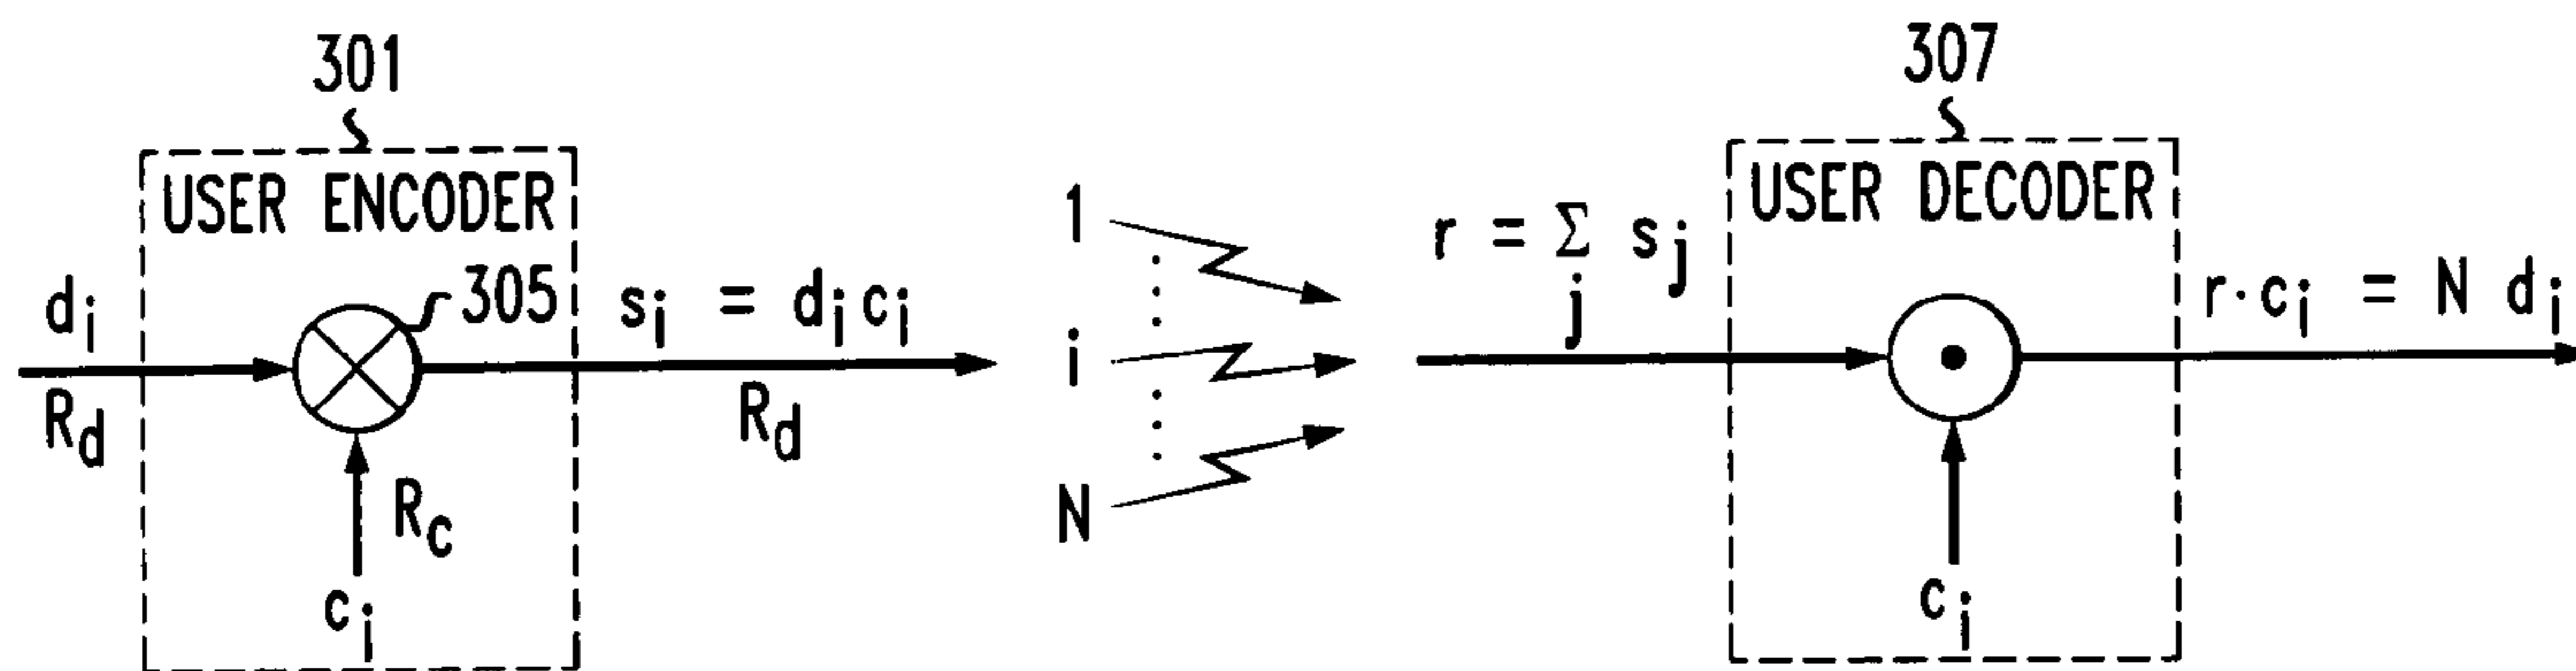 301
USER ENCODER
305
d_i
R_d
R_c
c_i
s_i = d_i c_i
R_d
1
i
N
r = Σ_j s_j
307
USER DECODER
c_i
r·c_i = N d_i